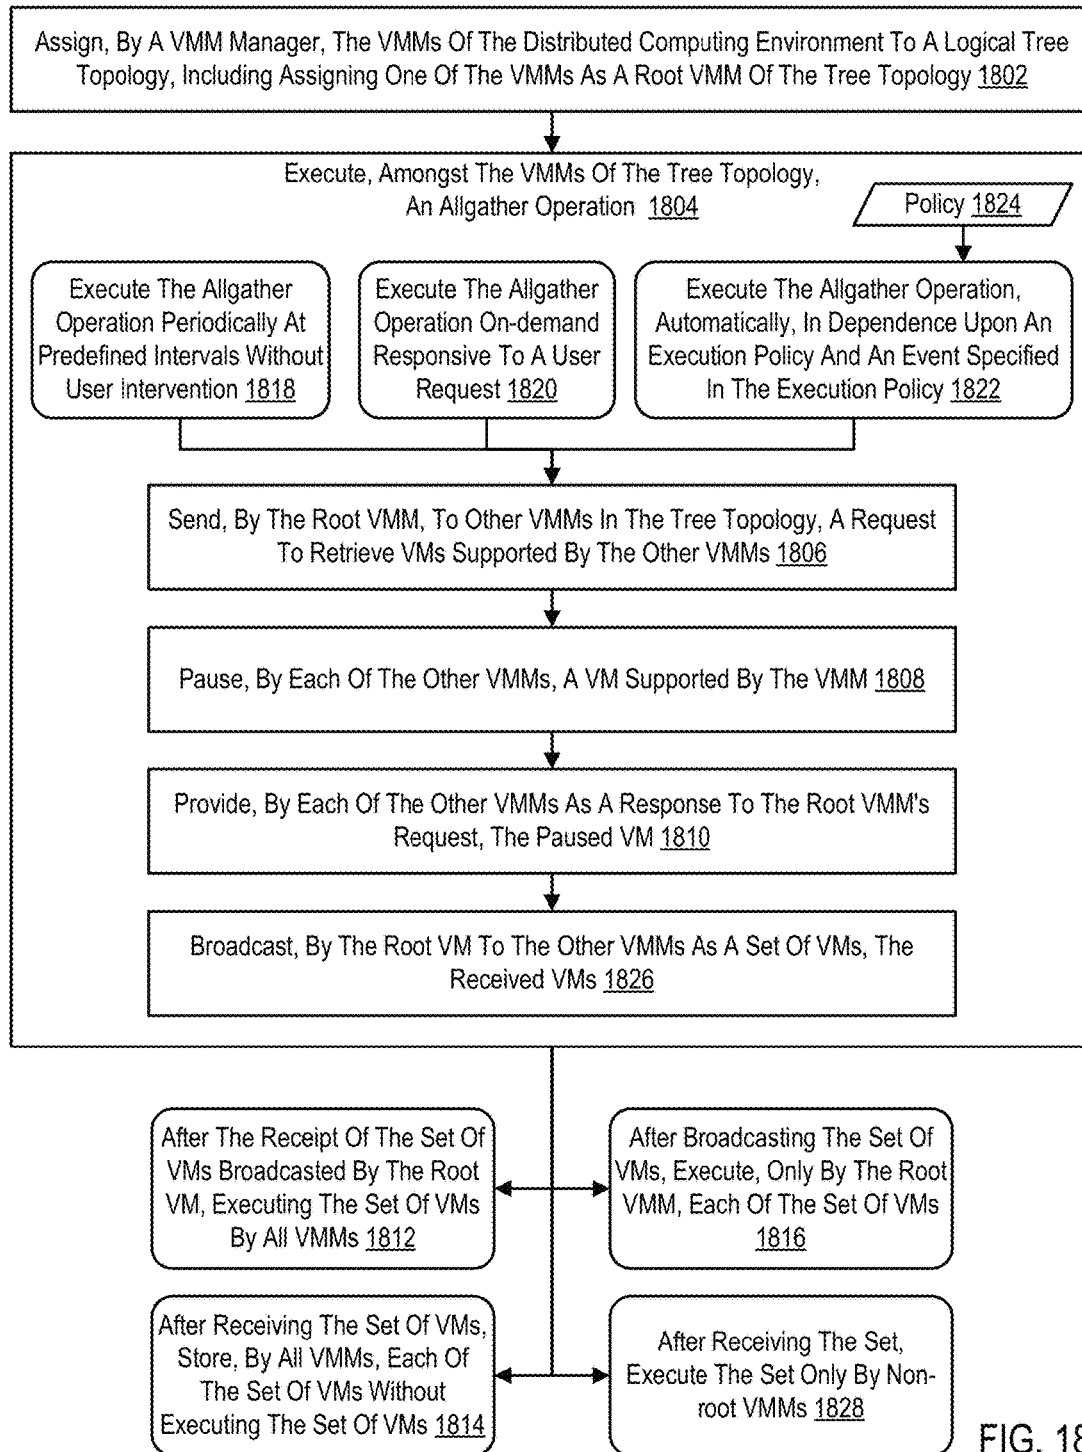 Assign, By A VMM Manager, The VMMs Of The Distributed Computing Environment To A Logical Tree
Topology, Including Assigning One Of The VMMs As A Root VMM Of The Tree Topology 1802
Execute, Amongst The VMMs Of The Tree Topology,
An Allgather Operation 1804
Policy 1824
Execute The Allgather
Operation Periodically At
Predefined Intervals Without
User Intervention 1818
Execute The Allgather
Operation On-demand
Responsive To A User
Request 1820
Execute The Allgather Operation,
Automatically, In Dependence Upon An
Execution Policy And An Event Specified
In The Execution Policy 1822
Send, By The Root VMM, To Other VMMs In The Tree Topology, A Request
To Retrieve VMs Supported By The Other VMMs 1806
Pause, By Each Of The Other VMMs, A VM Supported By The VMM 1808
Provide, By Each Of The Other VMMs As A Response To The Root VMM's
Request, The Paused VM 1810
Broadcast, By The Root VM To The Other VMMs As A Set Of VMs, The
Received VMs 1826
After The Receipt Of The Set Of
VMs Broadcasted By The Root
VM, Executing The Set Of VMs
By All VMMs 1812
After Broadcasting The Set Of
VMs, Execute, Only By The Root
VMM, Each Of The Set Of VMs
1816
After Receiving The Set Of VMs,
Store, By All VMMs, Each Of
The Set Of VMs Without
Executing The Set Of VMs 1814
After Receiving The Set,
Execute The Set Only By Non-
root VMMs 1828
FIG. 18